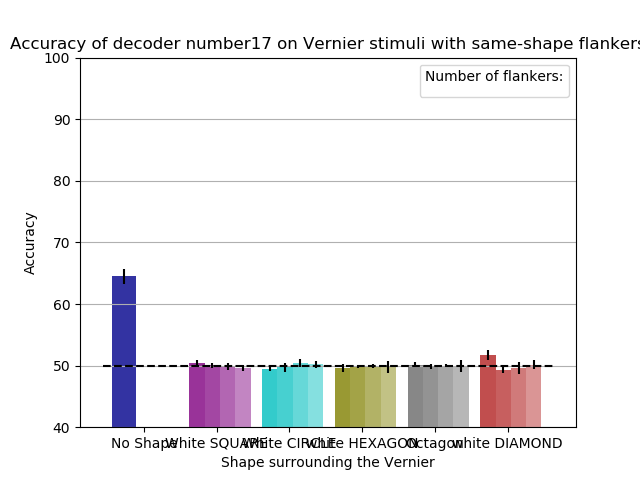 Accuracy of decoder number17 on Vernier stimuli with same-shape flankers
Number of flankers:
100
90
80
70
60
50
40
Accuracy
No Shape White SQUARE White CIRCLE white HEXAGON Octagon white DIAMOND
Shape surrounding the Vernier